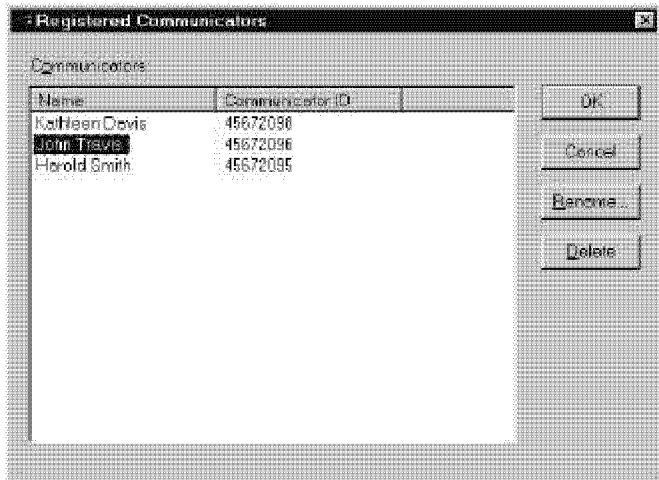 Registered Communicators
Communicators:
Name Communicator ID
Kathleen Davis 45672098
John Travis 45672096
Harold Smith 45672095
OK
Cancel
Rename...
Delete